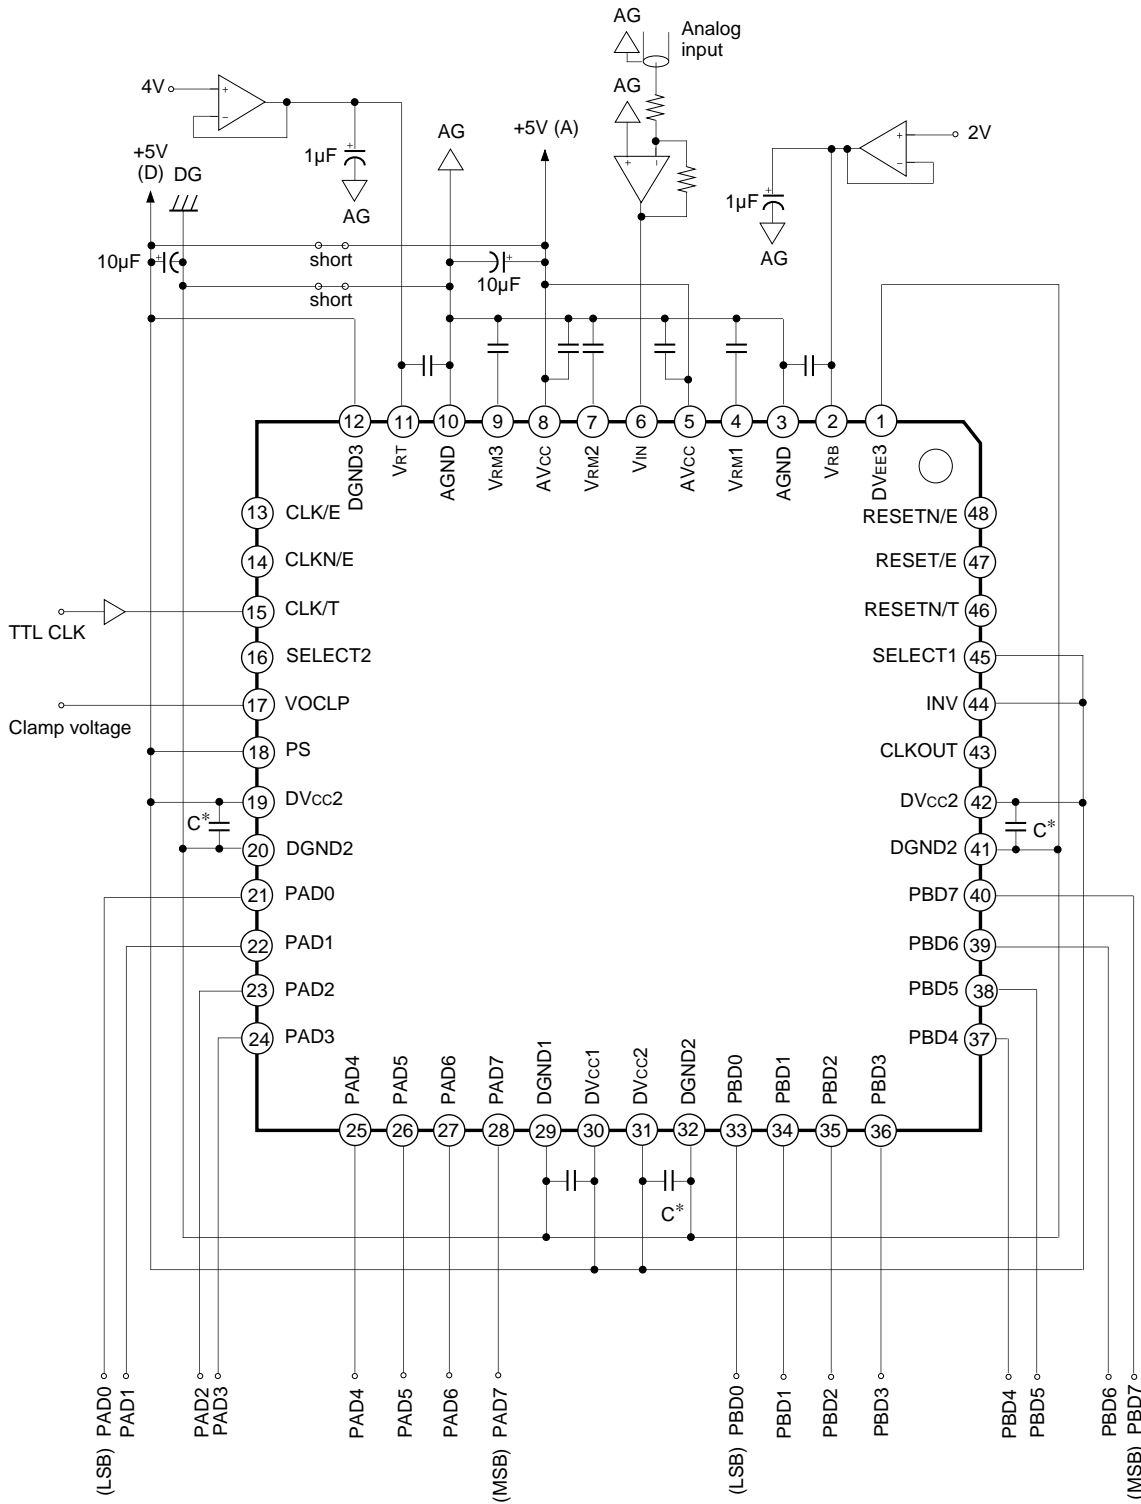 AG
Analog
input
4V
AG
AG
+5V (A)
2V
+5V
(D)
DG
1μF
1μF
AG
AG
10μF
short
10μF
short
12
11
10
9
8
7
6
5
4
3
2
1
DGND3
VRT
AGND
VRM3
AVCC
VRM2
VIN
AVCC
VRM1
AGND
VRB
DVEE3
13 CLK/E
RESETN/E 48
14 CLKN/E
RESET/E 47
TTL CLK
15 CLK/T
RESETN/T 46
16 SELECT2
SELECT1 45
Clamp voltage
17 VOCLP
INV 44
18 PS
CLKOUT 43
19 DVCC2
DVCC2 42
C*
C*
20 DGND2
DGND2 41
21 PAD0
PBD7 40
22 PAD1
PBD6 39
23 PAD2
PBD5 38
24 PAD3
PBD4 37
PAD4
PAD5
PAD6
PAD7
DGND1
DVCC1
DVCC2
DGND2
PBD0
PBD1
PBD2
PBD3
25
26
27
28
29
30
31
32
33
34
35
36
C*
(LSB) PAD0
PAD1
PAD2
PAD3
PAD4
PAD5
PAD6
(MSB) PAD7
(LSB) PBD0
PBD1
PBD2
PBD3
PBD4
PBD5
PBD6
(MSB) PBD7